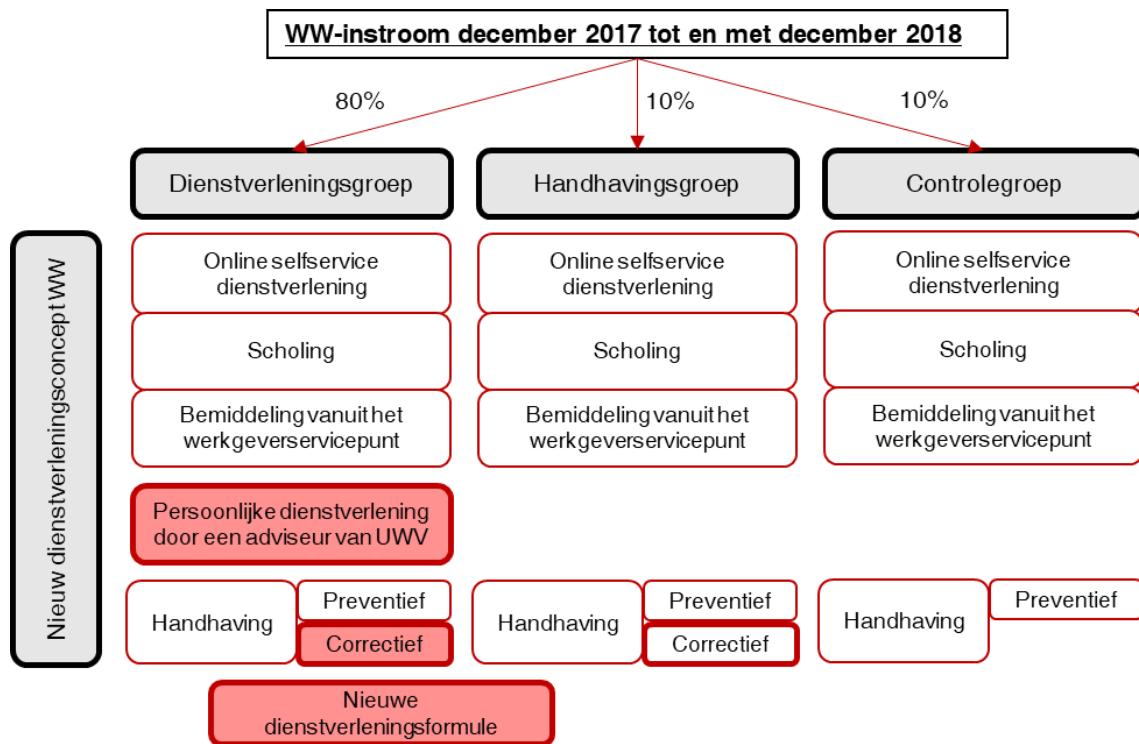 WW-instroom december 2017 tot en met december 2018
80%
10%
10%
Dienstverleningsgroep
Handhavingsgroep
Controlegroep
Nieuw dienstverleningsconcept WW
Online selfservice
dienstverlening
Online selfservice
dienstverlening
Online selfservice
dienstverlening
Scholing
Scholing
Scholing
Bemiddeling vanuit het
werkgeverservicepunt
Bemiddeling vanuit het
werkgeverservicepunt
Bemiddeling vanuit het
werkgeverservicepunt
Persoonlijke dienstverlening
door een adviseur van UWV
Handhaving
Preventief
Correctief
Handhaving
Preventief
Correctief
Handhaving
Preventief
Nieuwe
dienstverleningsformule